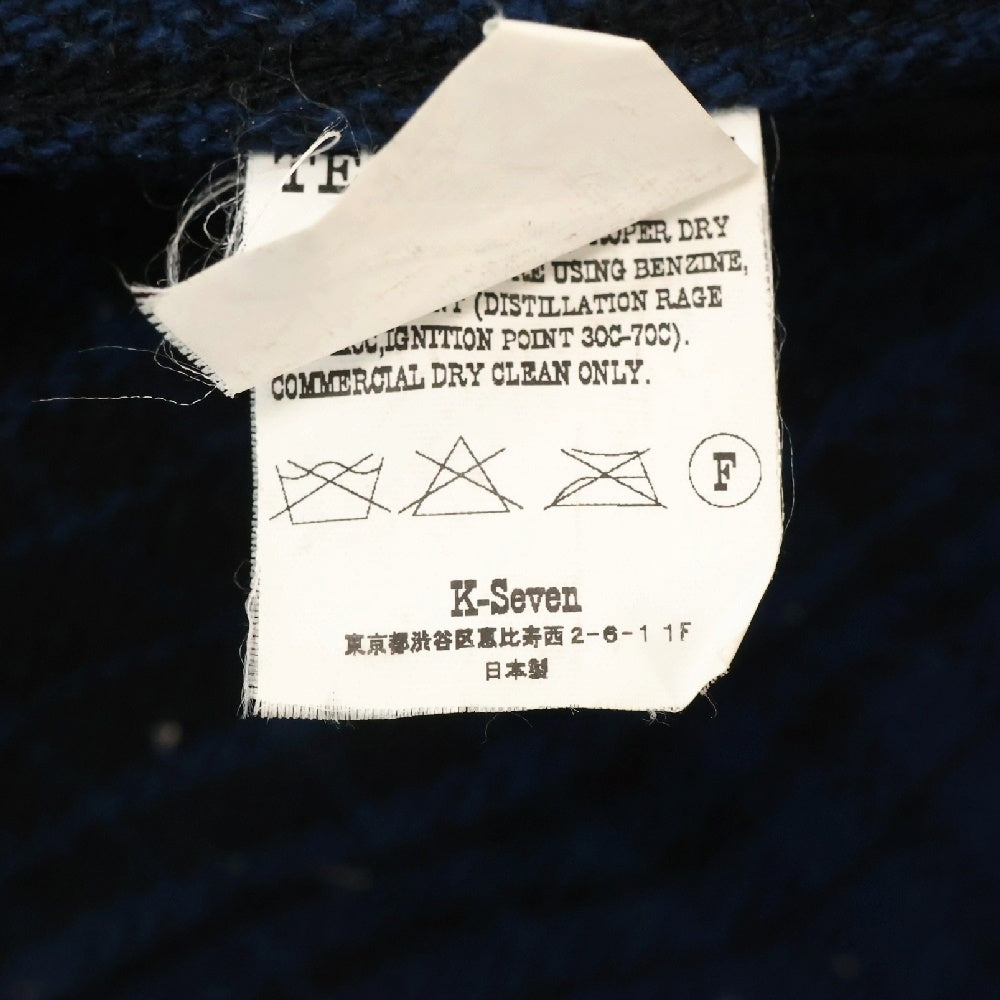 TE
DRY
USING BENZINE,
(DISTILLATION RAGE
IGNITION POINT 30C-70C).
COMMERCIAL DRY CLEAN ONLY.
F
K-Seven
東京都渋谷区恵比寿西2-6-1 1F
日本製